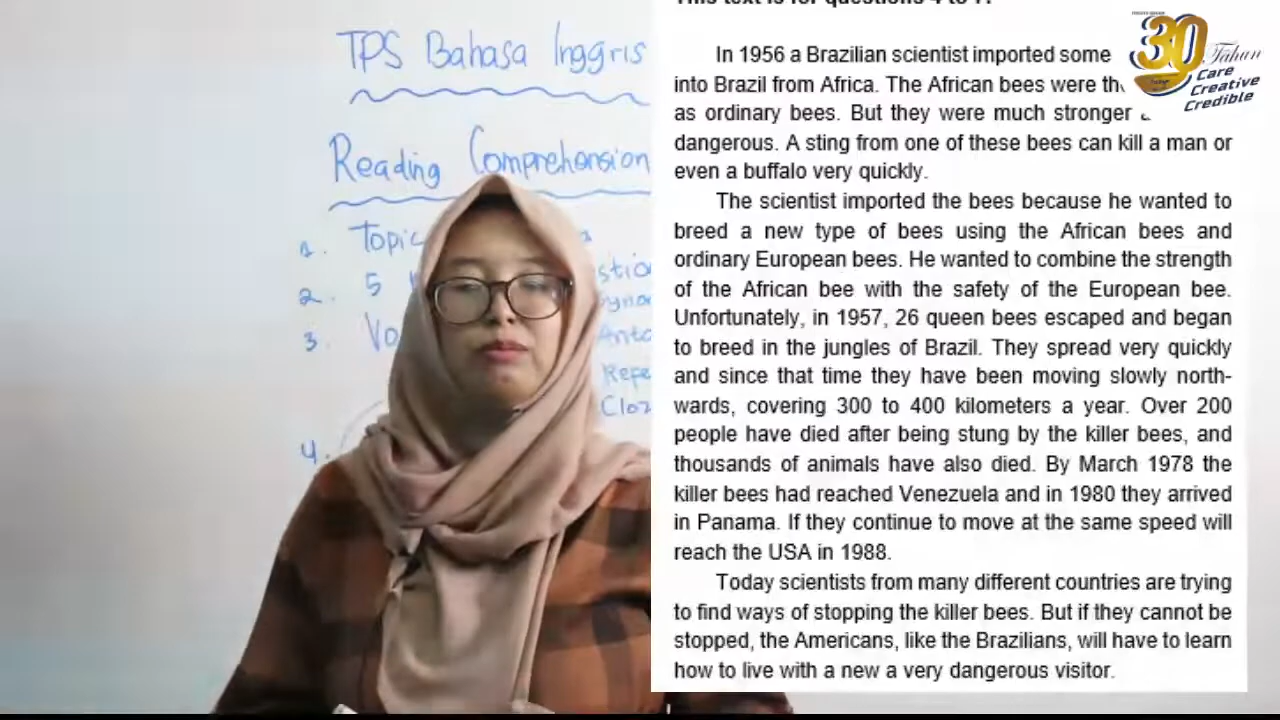 TPS Bahasa Inggris
Reading Comprehension
1. Topic
2. 5
3. Vo
4.
This text is for questions 4 to 7.
In 1956 a Brazilian scientist imported some
into Brazil from Africa. The African bees were
as ordinary bees. But they were much stronger
dangerous. A sting from one of these bees can kill a man or
even a buffalo very quickly.
The scientist imported the bees because he wanted to
breed a new type of bees using the African bees and
ordinary European bees. He wanted to combine the strength
of the African bee with the safety of the European bee.
Unfortunately, in 1957, 26 queen bees escaped and began
to breed in the jungles of Brazil. They spread very quickly
and since that time they have been moving slowly north-
wards, covering 300 to 400 kilometers a year. Over 200
people have died after being stung by the killer bees, and
thousands of animals have also died. By March 1978 the
killer bees had reached Venezuela and in 1980 they arrived
in Panama. If they continue to move at the same speed will
reach the USA in 1988.
Today scientists from many different countries are trying
to find ways of stopping the killer bees. But if they cannot be
stopped, the Americans, like the Brazilians, will have to learn
how to live with a new a very dangerous visitor.
30 Tahun
Care
Creative
Credible